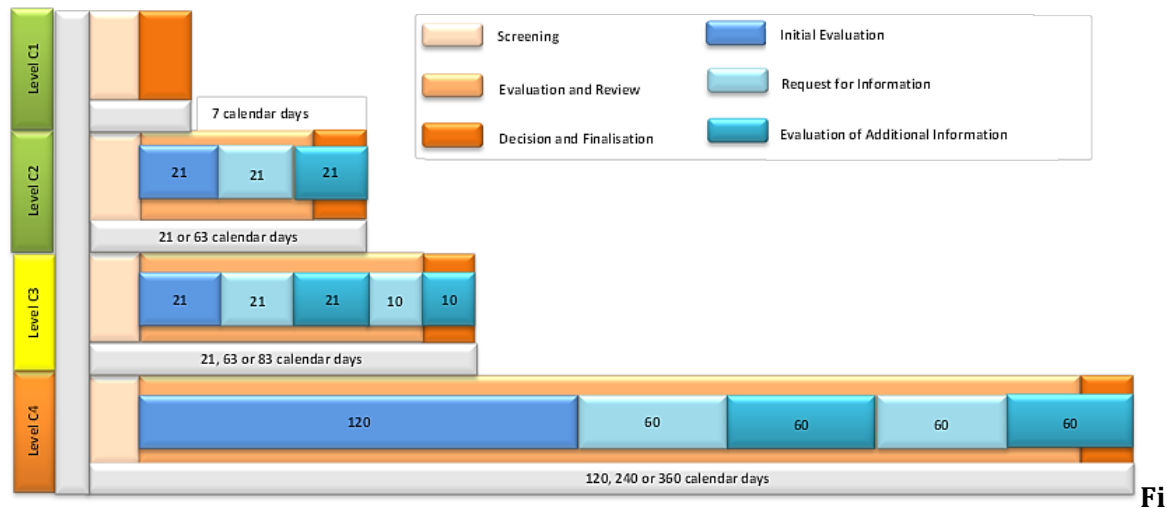 Level C1
7 calendar days
Screening
Initial Evaluation
Evaluation and Review
Request for Information
Decision and Finalisation
Evaluation of Additional Information
Level C2
21
21
21
21 or 63 calendar days
Level C3
21
21
21
10
10
21, 63 or 83 calendar days
Level C4
120
60
60
60
60
120, 240 or 360 calendar days
Fi